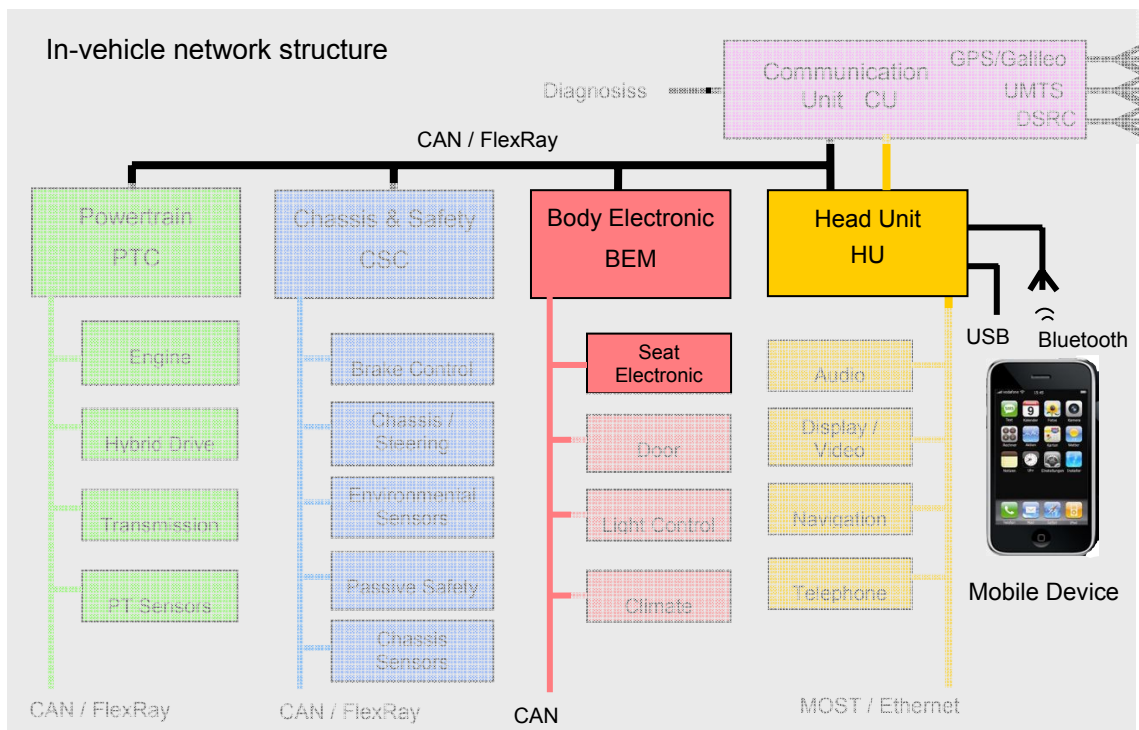 In-vehicle network structure
Communication
Unit CU
GPS/Galileo
UMTS
DSRC
Diagnosiss
CAN / FlexRay
Powertrain
PTC
Chassis & Safety
CSC
Body Electronic
BEM
Head Unit
HU
USB
Bluetooth
Engine
Hybrid Drive
Transmission
PT Sensors
Brake Control
Chassis /
Steering
Environmental
Sensors
Passive Safety
Chassis
Sensors
Seat
Electronic
Door
Light Control
Climate
Audio
Display /
Video
Navigation
Telephone
Mobile Device
CAN / FlexRay
CAN / FlexRay
CAN
MOST / Ethernet